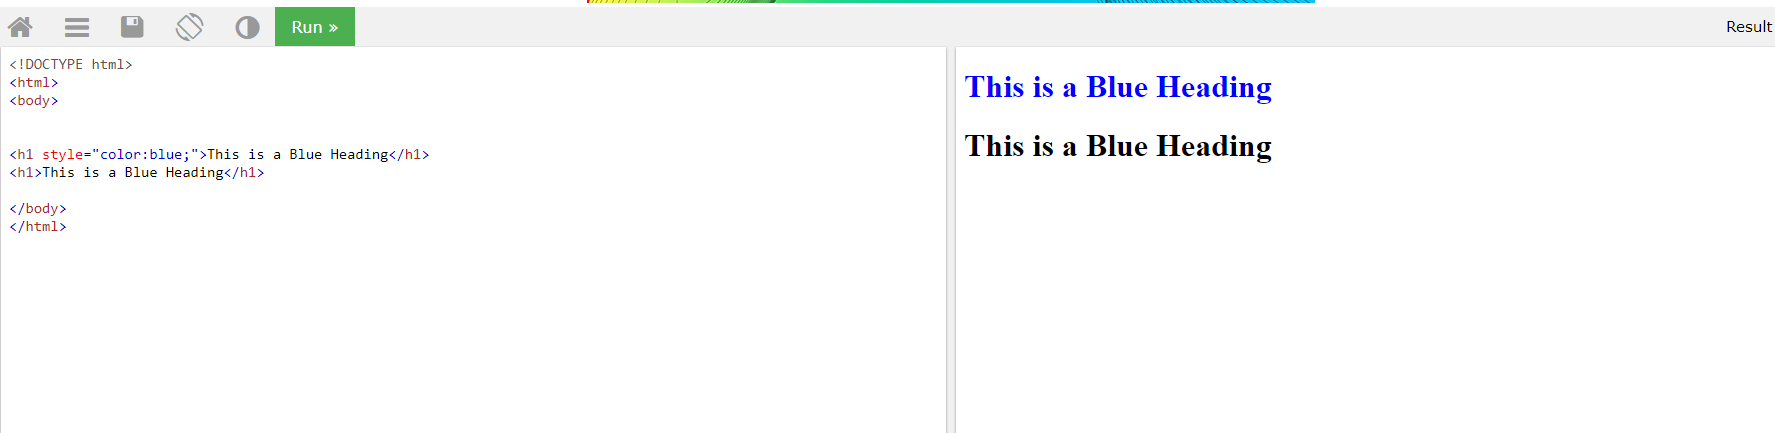 Run »
Result
<!DOCTYPE html>
<html>
<body>
<h1 style="color:blue;">This is a Blue Heading</h1>
<h1>This is a Blue Heading</h1>
</body>
</html>
This is a Blue Heading
This is a Blue Heading